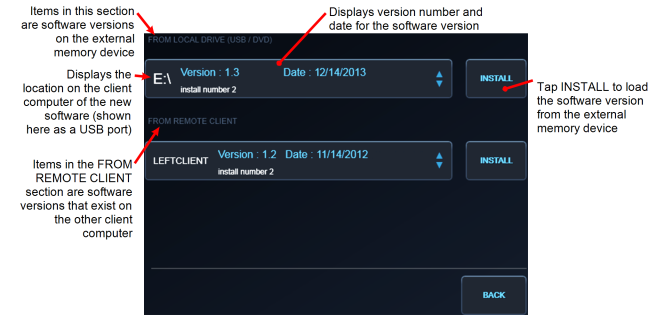 Items in this section
are software versions
on the external
memory device
Displays version number and
date for the software version
FROM LOCAL DRIVE (USB / DVD)
Displays the
location on the client
computer of the new
software (shown
here as a USB port)
E:\ Version : 1.3 Date : 12/14/2013
install number 2
INSTALL
Tap INSTALL to load
the software version
from the external
memory device
FROM REMOTE CLIENT
Items in the FROM
REMOTE CLIENT
section are software
versions that exist on
the other client
computer
LEFTCLIENT Version : 1.2 Date : 11/14/2012
install number 2
INSTALL
BACK